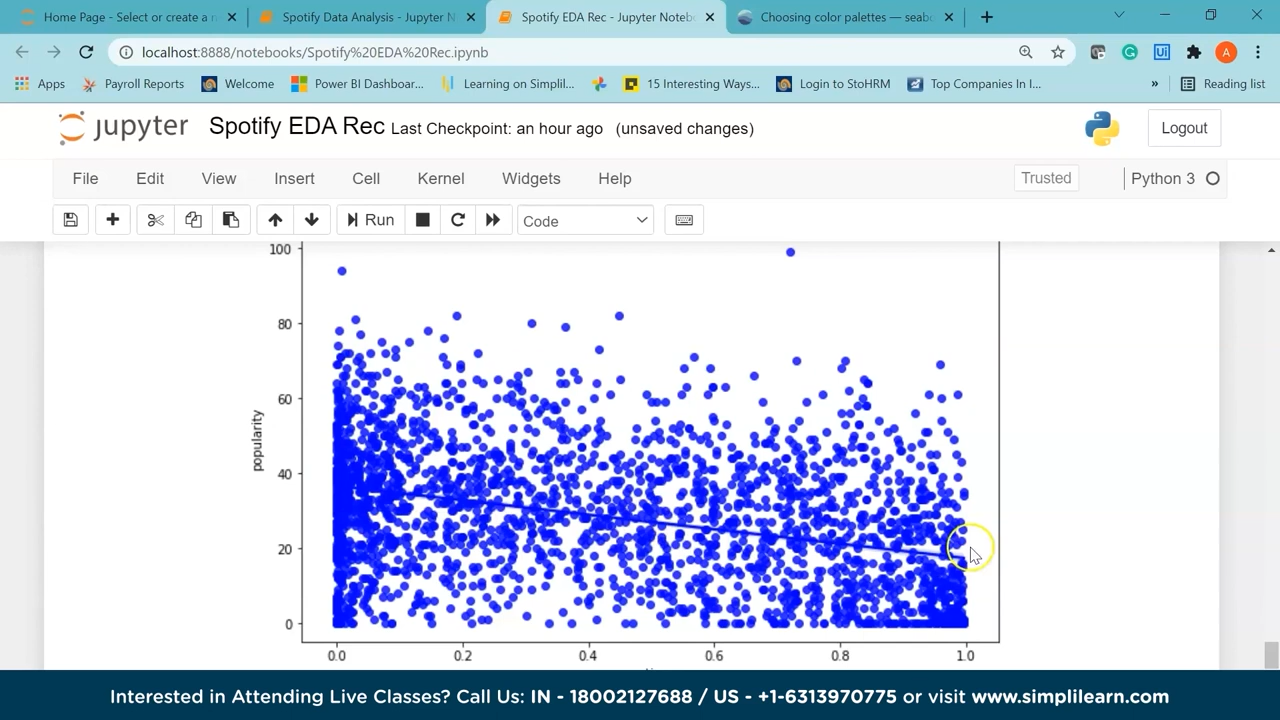 Home Page - Select or create a n
Spotify Data Analysis - Jupyter N
Spotify EDA Rec - Jupyter Noteb
Choosing color palettes — seab
localhost:8888/notebooks/Spotify%20EDA%20Rec.ipynb
A
Apps
Payroll Reports
Welcome
Power BI Dashboar...
Learning on Simplil...
15 Interesting Ways...
Login to StoHRM
Top Companies In I...
»
Reading list
jupyter
Spotify EDA Rec Last Checkpoint: an hour ago (unsaved changes)
Logout
File Edit View Insert Cell Kernel Widgets Help
Trusted
Python 3
Run
Code
100
80
60
40
20
0
popularity
0.0 0.2 0.4 0.6 0.8 1.0
Interested in Attending Live Classes? Call Us: IN - 18002127688 / US - +1-6313970775 or visit www.simplilearn.com